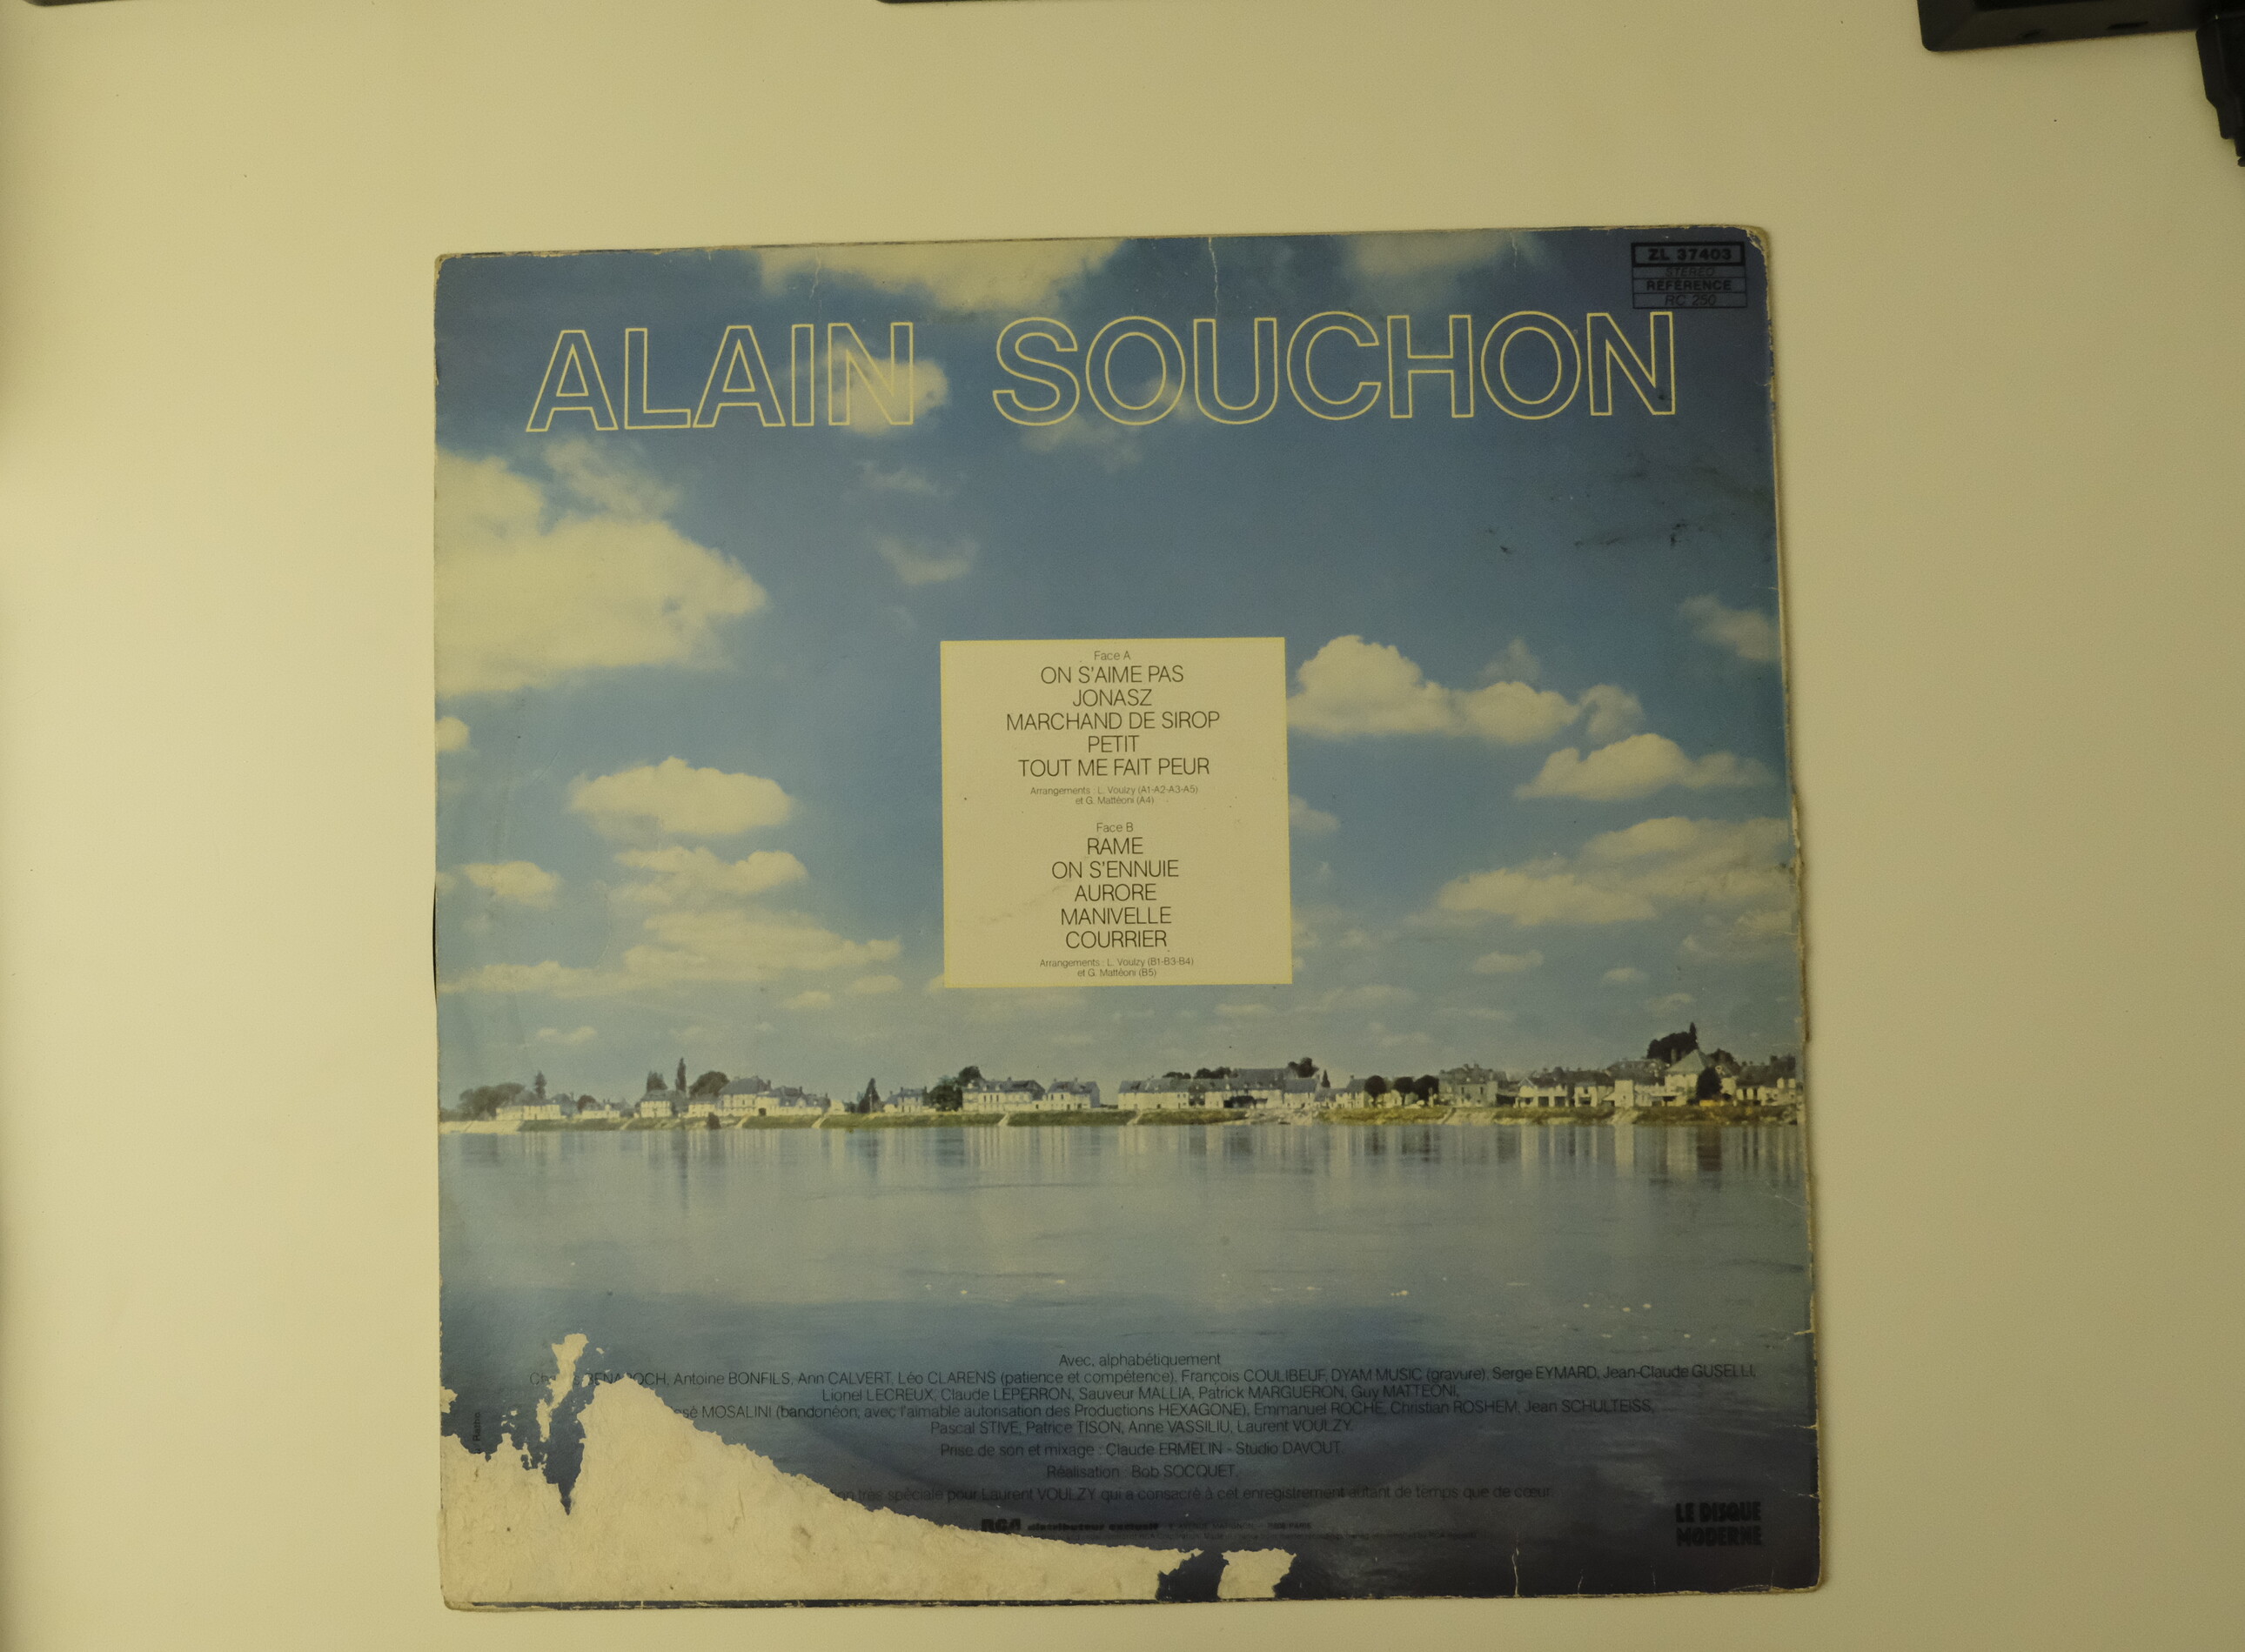 ZL 37403
STEREO
REFERENCE
RC 250
ALAIN SOUCHON
Face A
ON S'AIME PAS
JONASZ
MARCHAND DE SIROP
PETIT
TOUT ME FAIT PEUR
Arrangements : L. Voulzy (A1-A2-A3-A5)
et G. Mattéoni (A4)
Face B
RAME
ON S'ENNUIE
AURORE
MANIVELLE
COURRIER
Arrangements : L. Voulzy (B1-B3-B4)
et G. Mattéoni (B5)
Avec, alphabétiquement
Antoine BONFILS, Ann CALVERT, Léo CLARENS (patience et compétence), François COULIBEUF, DYAM MUSIC (gravure), Serge EYMARD, Jean-Claude GUSELLI,
Lionel LECREUX, Claude LEPERRON, Sauveur MALLIA, Patrick MARGUERON, Guy MATTEONI,
MOSALINI (bandonéon, avec l'aimable autorisation des Productions HEXAGONE), Emmanuel ROCHE, Christian ROSHEM, Jean SCHULTEISS,
Pascal STIVE, Patrice TISON, Anne VASSILIU, Laurent VOULZY.
Prise de son et mixage : Claude ERMELIN - Studio DAVOUT.
Réalisation : Bob SOCQUET.
très spéciale pour Laurent VOULZY qui a consacré à cet enregistrement autant de temps que de cœur.
RCA distributeur exclusif
LE DISQUE
MODERNE